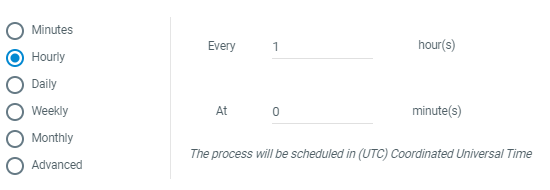 Minutes
Hourly
Daily
Weekly
Monthly
Advanced
Every 1 hour(s)
At 0 minute(s)
The process will be scheduled in (UTC) Coordinated Universal Time